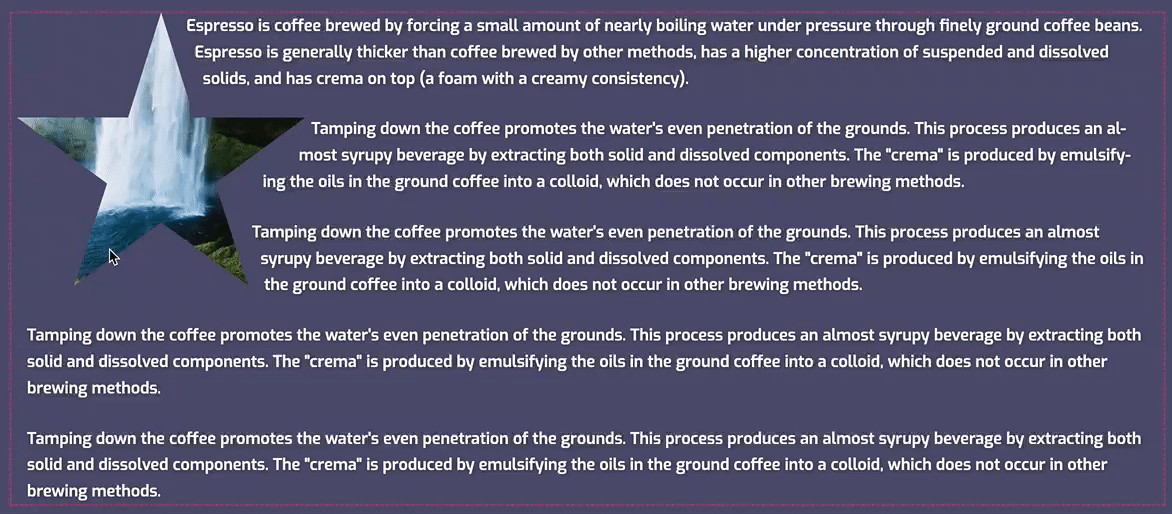 Espresso is coffee brewed by forcing a small amount of nearly boiling water under pressure through finely ground coffee beans.
Espresso is generally thicker than coffee brewed by other methods, has a higher concentration of suspended and dissolved
solids, and has crema on top (a foam with a creamy consistency).
Tamping down the coffee promotes the water's even penetration of the grounds. This process produces an al-
most syrupy beverage by extracting both solid and dissolved components. The "crema" is produced by emulsify-
ing the oils in the ground coffee into a colloid, which does not occur in other brewing methods.
Tamping down the coffee promotes the water's even penetration of the grounds. This process produces an almost
syrupy beverage by extracting both solid and dissolved components. The "crema" is produced by emulsifying the oils in
the ground coffee into a colloid, which does not occur in other brewing methods.
Tamping down the coffee promotes the water's even penetration of the grounds. This process produces an almost syrupy beverage by extracting both
solid and dissolved components. The "crema" is produced by emulsifying the oils in the ground coffee into a colloid, which does not occur in other
brewing methods.
Tamping down the coffee promotes the water's even penetration of the grounds. This process produces an almost syrupy beverage by extracting both
solid and dissolved components. The "crema" is produced by emulsifying the oils in the ground coffee into a colloid, which does not occur in other
brewing methods.